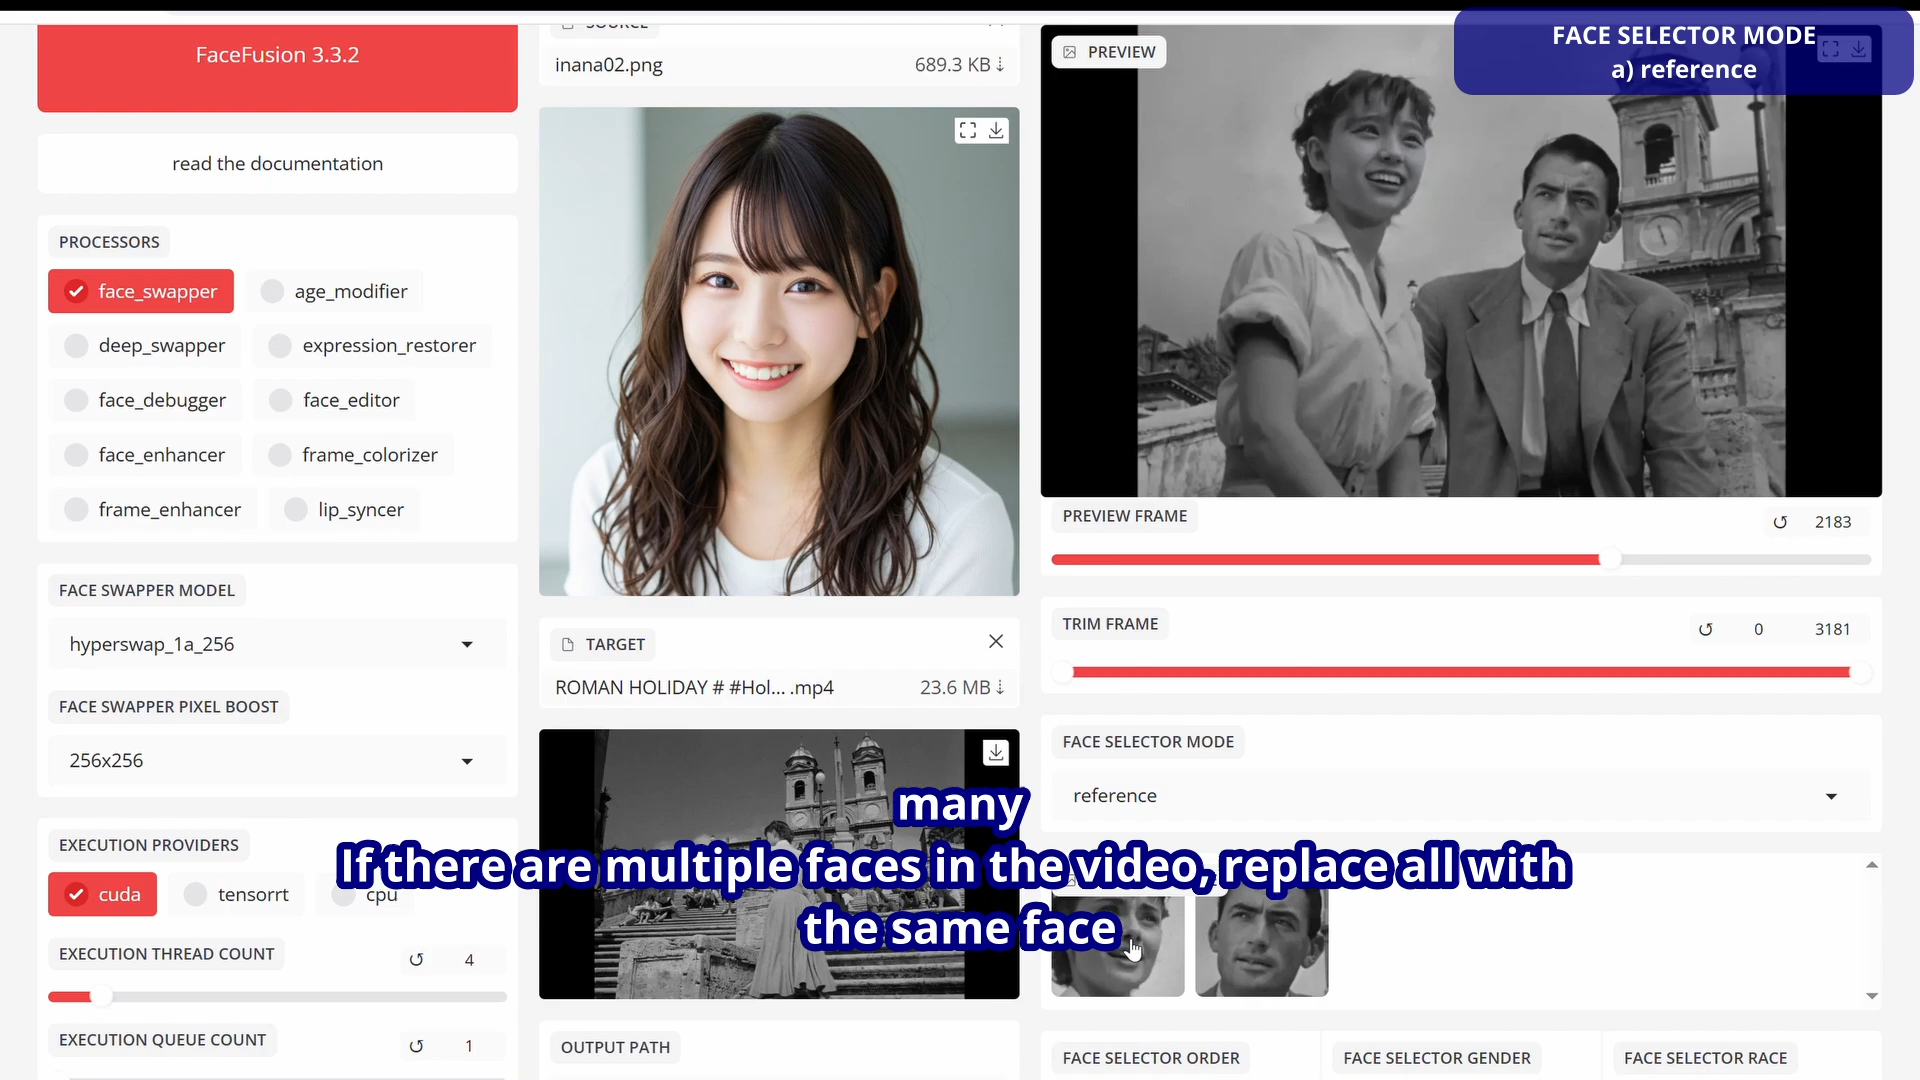 FaceFusion 3.3.2
read the documentation
PROCESSORS
face_swapper
age_modifier
deep_swapper
expression_restorer
face_debugger
face_editor
face_enhancer
frame_colorizer
frame_enhancer
lip_syncer
FACE SWAPPER MODEL
hyperswap_1a_256
FACE SWAPPER PIXEL BOOST
256x256
EXECUTION PROVIDERS
cuda
tensorrt
cpu
EXECUTION THREAD COUNT
4
EXECUTION QUEUE COUNT
1
SOURCE
inana02.png
689.3 KB ↓
TARGET
ROMAN HOLIDAY # #Hol... .mp4
23.6 MB ↓
OUTPUT PATH
PREVIEW
FACE SELECTOR MODE
a) reference
PREVIEW FRAME
2183
TRIM FRAME
0
3181
FACE SELECTOR MODE
reference
FACE SELECTOR ORDER
FACE SELECTOR GENDER
FACE SELECTOR RACE
many
If there are multiple faces in the video, replace all with
the same face